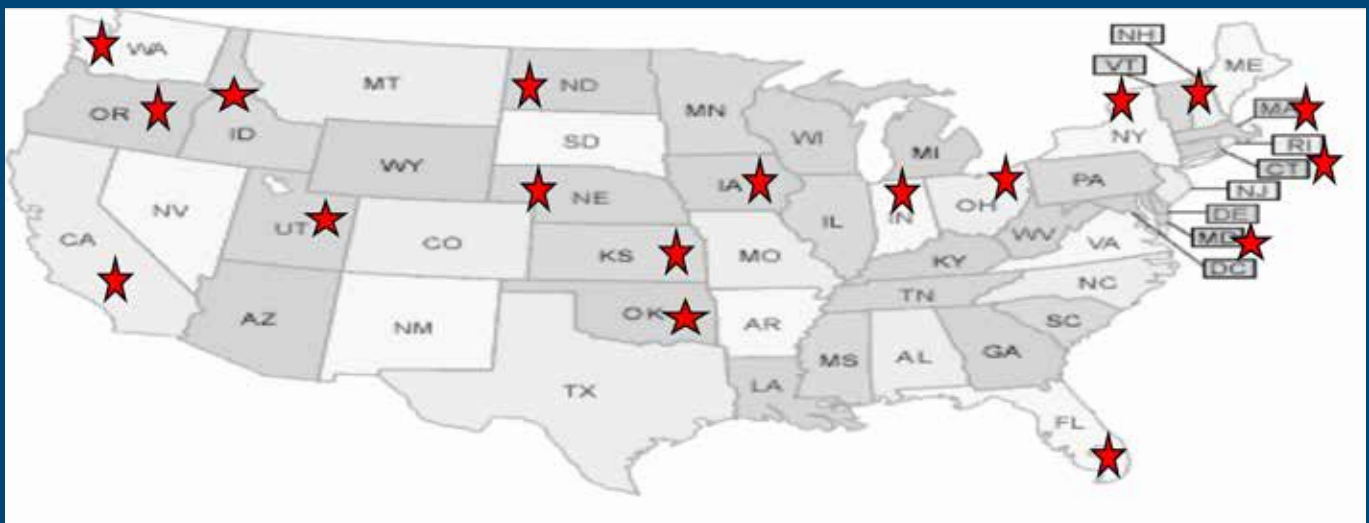 NH
WA
VT
ME
MT
ND
OR
MN
MA
ID
SD
WI
NY
RI
WY
MI
CT
IA
PA
NE
NJ
NV
OH
IN
DE
UT
IL
CA
CO
WV
MD
VA
KS
MO
KY
DC
NC
TN
AZ
OK
SC
NM
AR
MS
AL
GA
LA
TX
FL